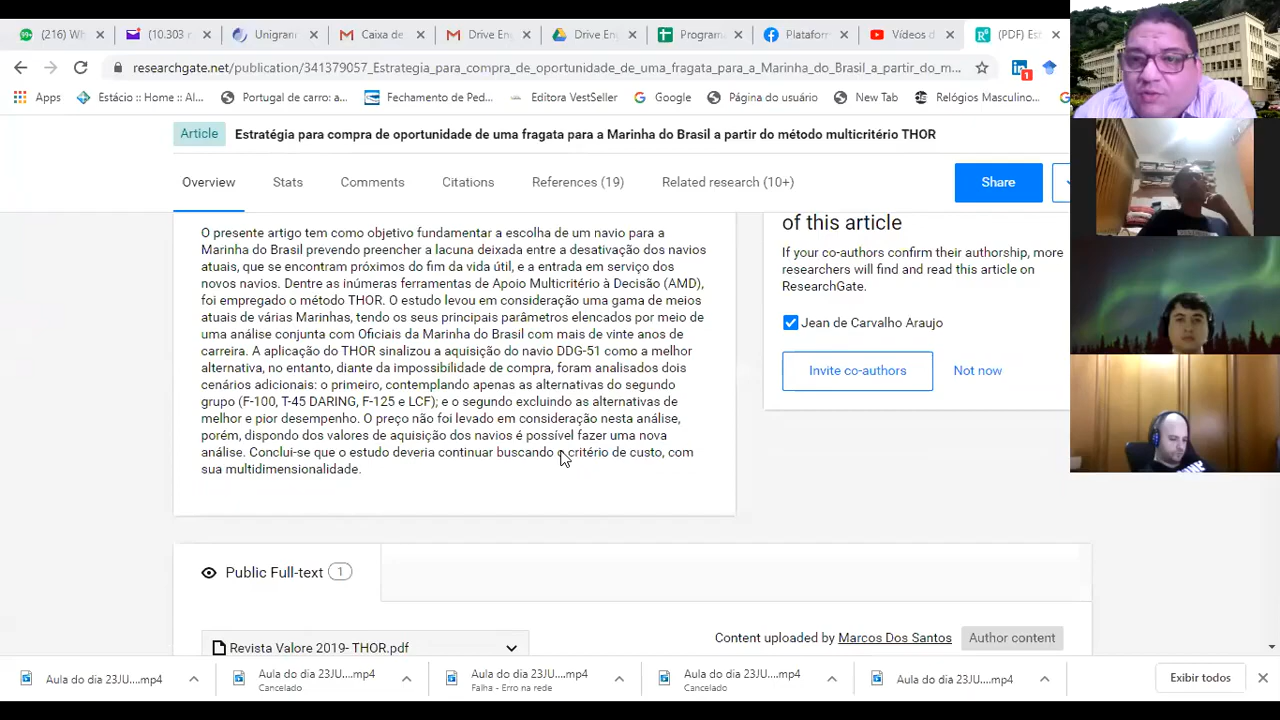 (216) Wh
(10.303 m
Unigran
Caixa de
Drive En
Drive En
Program
Plataforr
Vídeos d
(PDF) Es
researchgate.net/publication/341379057_Estrategia_para_compra_de_oportunidade_de_uma_fragata_para_a_Marinha_do_Brasil_a_partir_do_m...
Apps
Estácio :: Home :: Al...
Portugal de carro: a...
Fechamento de Ped...
Editora VestSeller
Google
Página do usuário
New Tab
Relógios Masculino...
Article
Estratégia para compra de oportunidade de uma fragata para a Marinha do Brasil a partir do método multicritério THOR
Overview
Stats
Comments
Citations
References (19)
Related research (10+)
Share
O presente artigo tem como objetivo fundamentar a escolha de um navio para a
Marinha do Brasil prevendo preencher a lacuna deixada entre a desativação dos navios
atuais, que se encontram próximos do fim da vida útil, e a entrada em serviço dos
novos navios. Dentre as inúmeras ferramentas de Apoio Multicritério à Decisão (AMD),
foi empregado o método THOR. O estudo levou em consideração uma gama de meios
atuais de várias Marinhas, tendo os seus principais parâmetros elencados por meio de
uma análise conjunta com Oficiais da Marinha do Brasil com mais de vinte anos de
carreira. A aplicação do THOR sinalizou a aquisição do navio DDG-51 como a melhor
alternativa, no entanto, diante da impossibilidade de compra, foram analisados dois
cenários adicionais: o primeiro, contemplando apenas as alternativas do segundo
grupo (F-100, T-45 DARING, F-125 e LCF); e o segundo excluindo as alternativas de
melhor e pior desempenho. O preço não foi levado em consideração nesta análise,
porém, dispondo dos valores de aquisição dos navios é possível fazer uma nova
análise. Conclui-se que o estudo deveria continuar buscando o critério de custo, com
sua multidimensionalidade.
of this article
If your co-authors confirm their authorship, more
researchers will find and read this article on
ResearchGate.
Jean de Carvalho Araujo
Invite co-authors
Not now
Public Full-text
1
Revista Valore 2019- THOR.pdf
Content uploaded by Marcos Dos Santos
Author content
Aula do dia 23JU....mp4
Aula do dia 23JU....mp4
Cancelado
Aula do dia 23JU....mp4
Falha - Erro na rede
Aula do dia 23JU....mp4
Cancelado
Aula do dia 23JU....mp4
Exibir todos